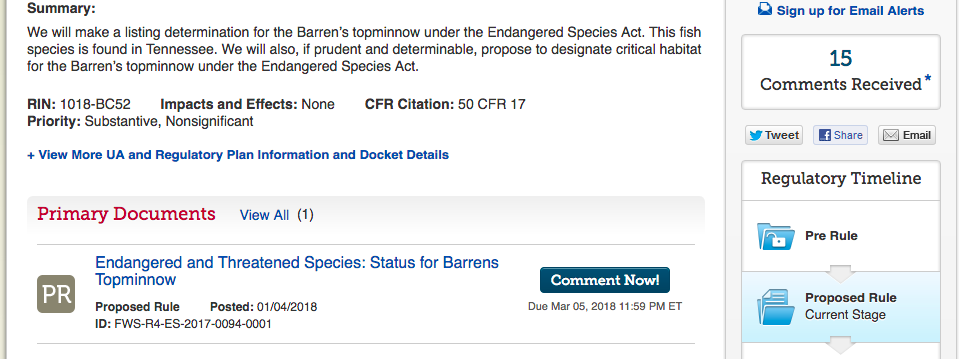 Summary:
We will make a listing determination for the Barren's topminnow under the Endangered Species Act. This fish
species is found in Tennessee. We will also, if prudent and determinable, propose to designate critical habitat
for the Barren's topminnow under the Endangered Species Act.
RIN: 1018-BC52 Impacts and Effects: None CFR Citation: 50 CFR 17
Priority: Substantive, Nonsignificant
+ View More UA and Regulatory Plan Information and Docket Details
Primary Documents View All (1)
PR
Endangered and Threatened Species: Status for Barrens
Topminnow
Proposed Rule Posted: 01/04/2018
ID: FWS-R4-ES-2017-0094-0001
Comment Now!
Due Mar 05, 2018 11:59 PM ET
Sign up for Email Alerts
15
Comments Received*
Tweet Share Email
Regulatory Timeline
Pre Rule
Proposed Rule
Current Stage